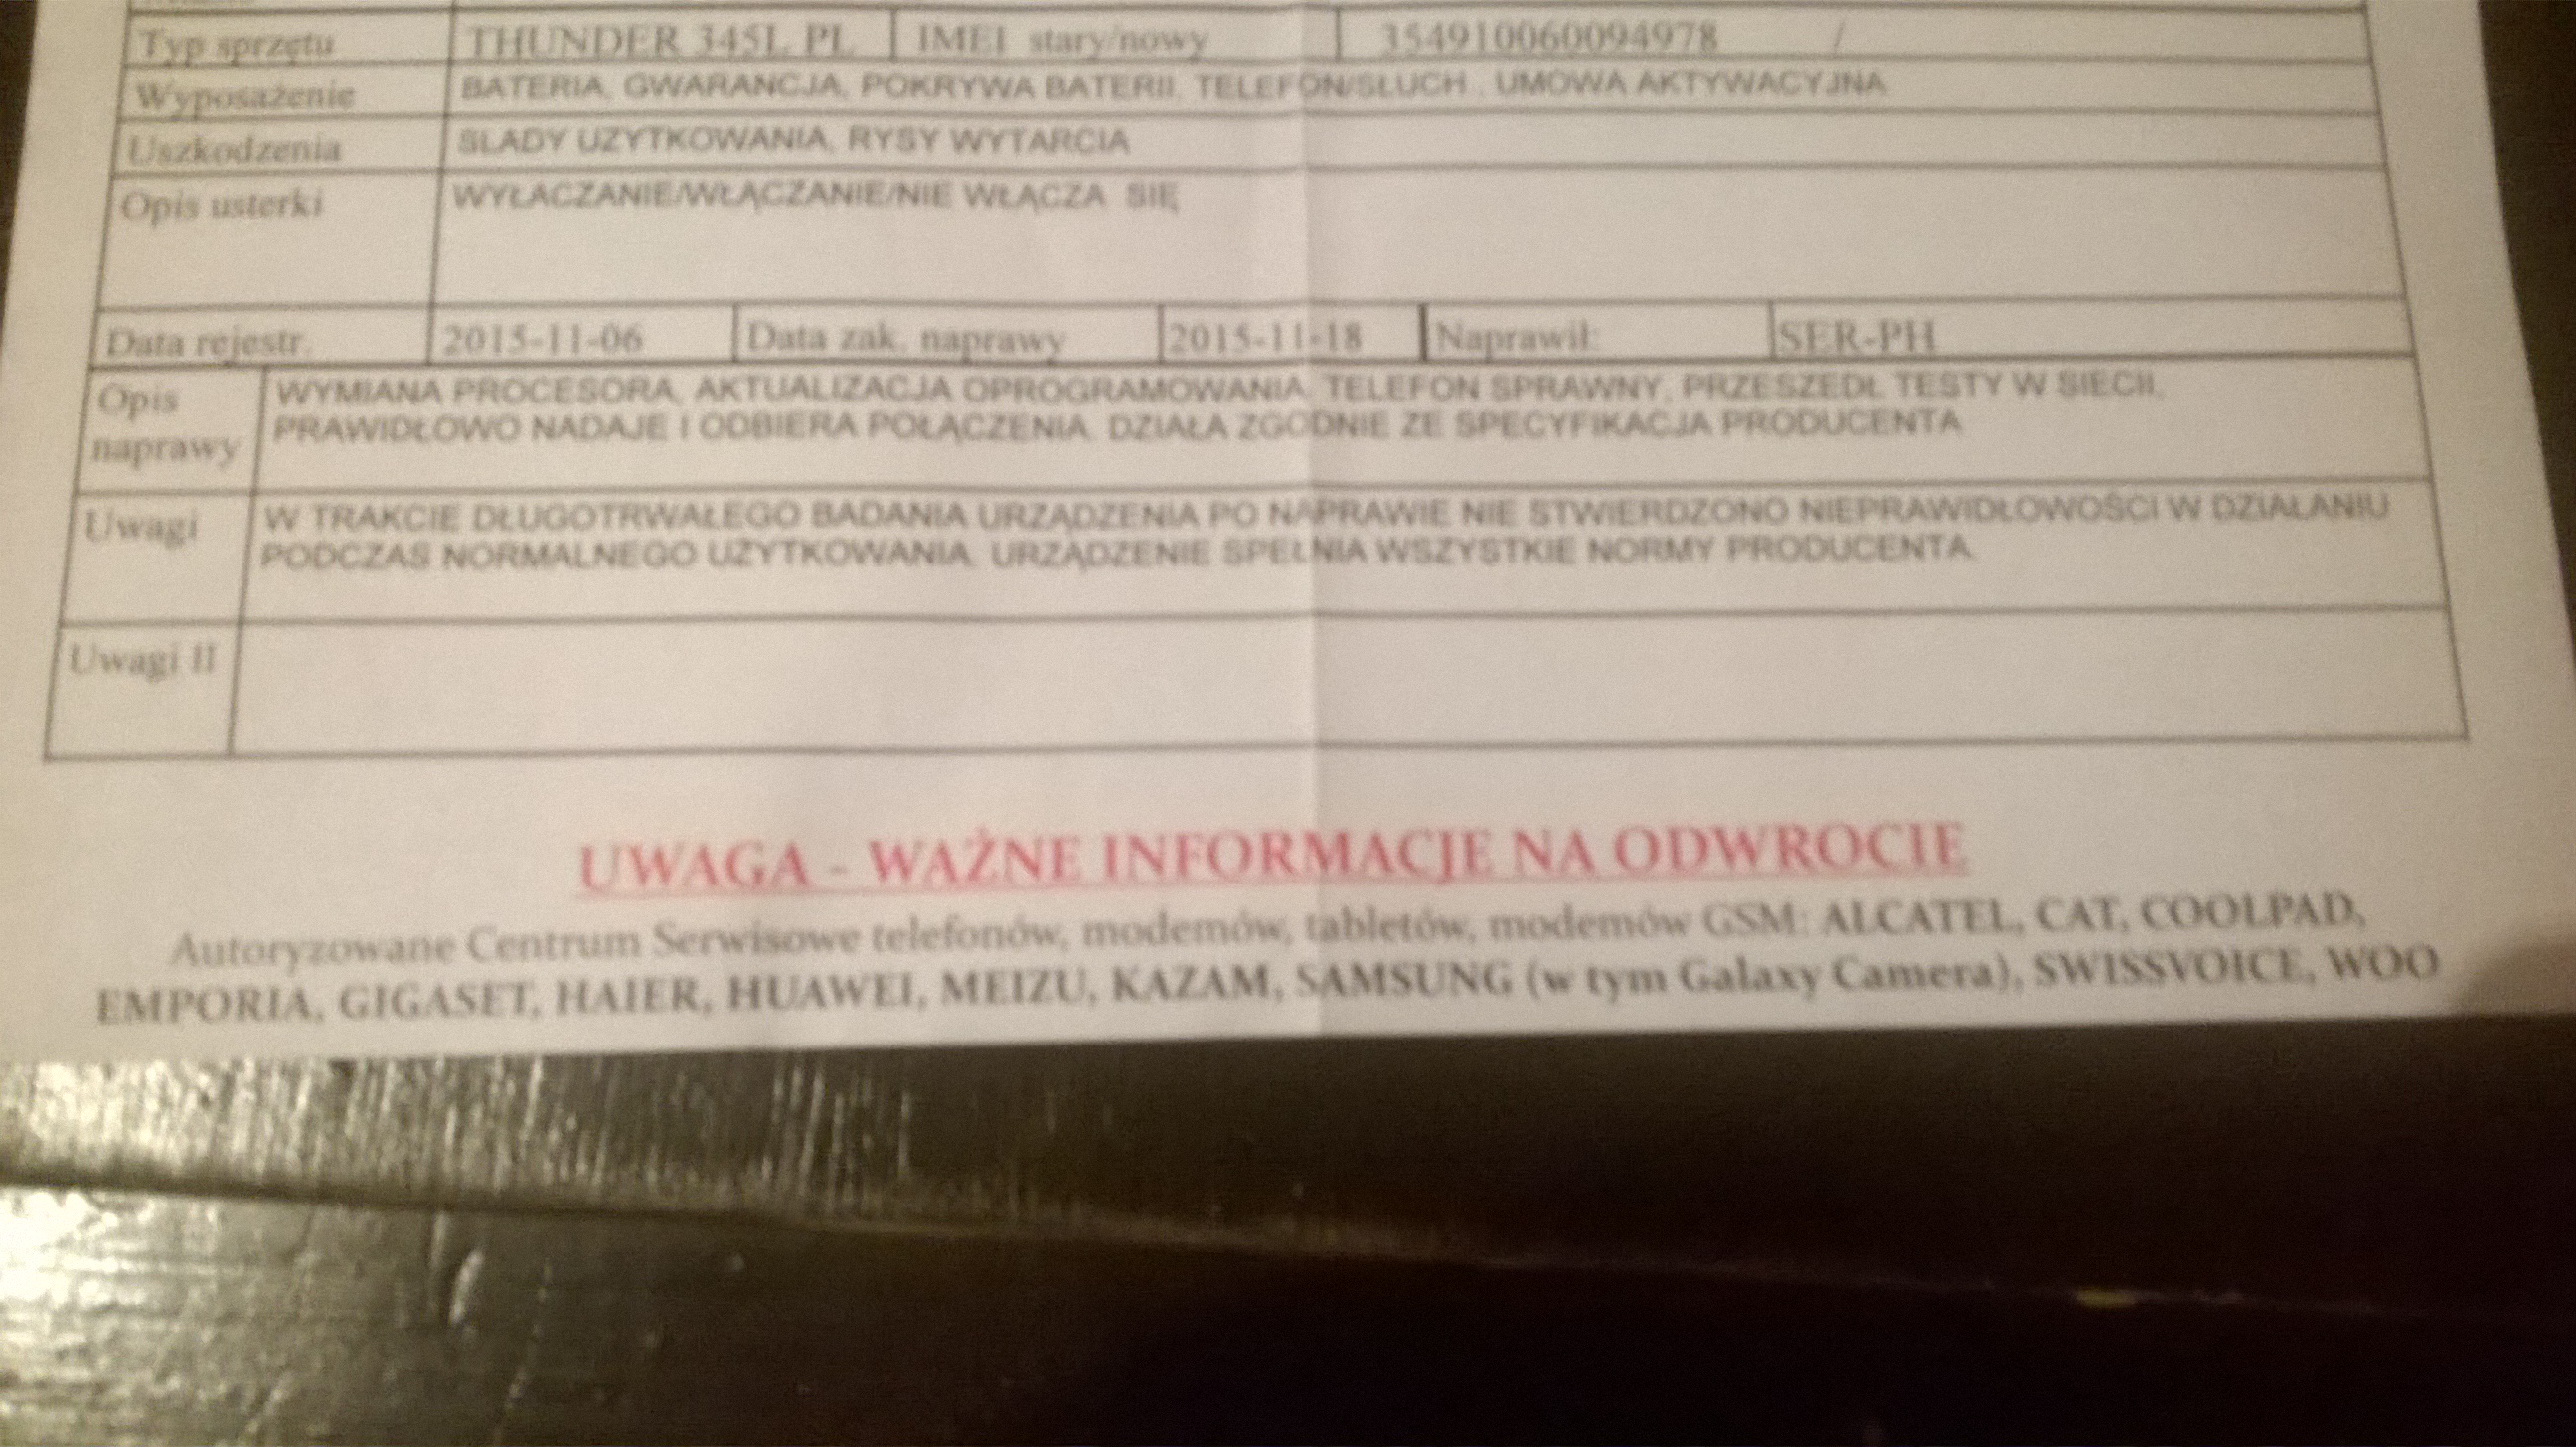 Typ sprzętu THUNDER 345L PL IMEI stary/nowy 354910060094978 /
Wyposażenie BATERIA, GWARANCJA, POKRYWA BATERII, TELEFON/SŁUCH , UMOWA AKTYWACYJNA
Uszkodzenia SLADY UZYTKOWANIA, RYSY WYTARCIA
Opis usterki WYŁACZANIE/WŁĄCZANIE/NIE WŁĄCZA SIĘ
Data rejestr. 2015-11-06 Data zak. naprawy 2015-11-18 Naprawił: SER-PH
Opis naprawy WYMIANA PROCESORA, AKTUALIZACJA OPROGRAMOWANIA. TELEFON SPRAWNY, PRZESZEDŁ TESTY W SIECII,
PRAWIDŁOWO NADAJE I ODBIERA POŁĄCZENIA. DZIAŁA ZGODNIE ZE SPECYFIKACJA PRODUCENTA
Uwagi W TRAKCIE DŁUGOTRWAŁEGO BADANIA URZĄDZENIA PO NAPRAWIE NIE STWIERDZONO NIEPRAWIDŁOWOŚCI W DZIAŁANIU
PODCZAS NORMALNEGO UŻYTKOWANIA. URZĄDZENIE SPEŁNIA WSZYSTKIE NORMY PRODUCENTA.
Uwagi II
UWAGA - WAŻNE INFORMACJE NA ODWROCIE
Autoryzowane Centrum Serwisowe telefonów, modemów, tabletów, modemów GSM: ALCATEL, CAT, COOLPAD,
EMPORIA, GIGASET, HAIER, HUAWEI, MEIZU, KAZAM, SAMSUNG (w tym Galaxy Camera), SWISSVOICE, WOO